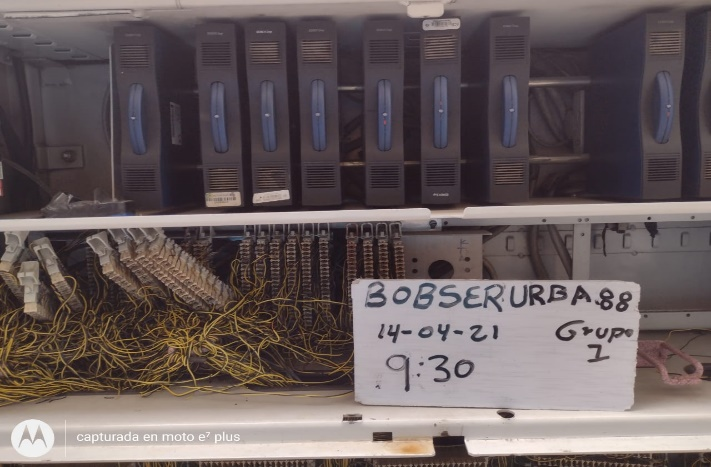 BOBSER.URBA.88
14-04-21 Grupo
I
9:30
capturada en moto e⁷ plus